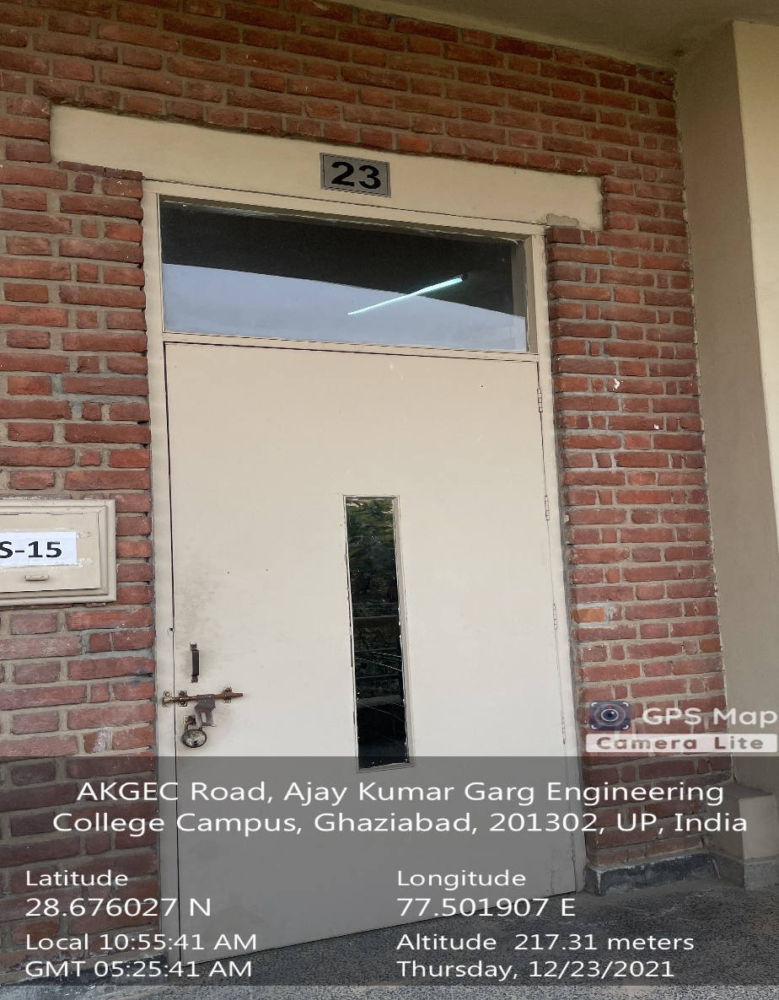 23
S-15
GPS Map
Camera Lite
AKGEC Road, Ajay Kumar Garg Engineering
College Campus, Ghaziabad, 201302, UP, India
Latitude
28.676027 N
Longitude
77.501907 E
Local 10:55:41 AM
GMT 05:25:41 AM
Altitude 217.31 meters
Thursday, 12/23/2021